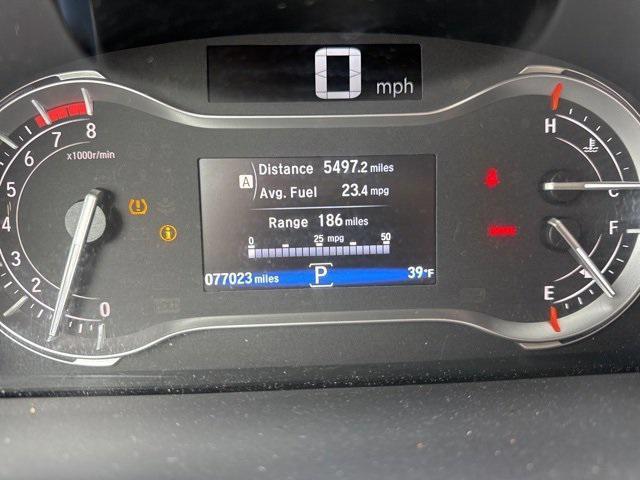 0 mph
8
7
6
x1000r/min
5
4
3
2
0
A
Distance 5497.2 miles
Avg. Fuel 23.4 mpg
Range 186 miles
0 25 mpg 50
077023 miles P 39°F
H
C
F
E